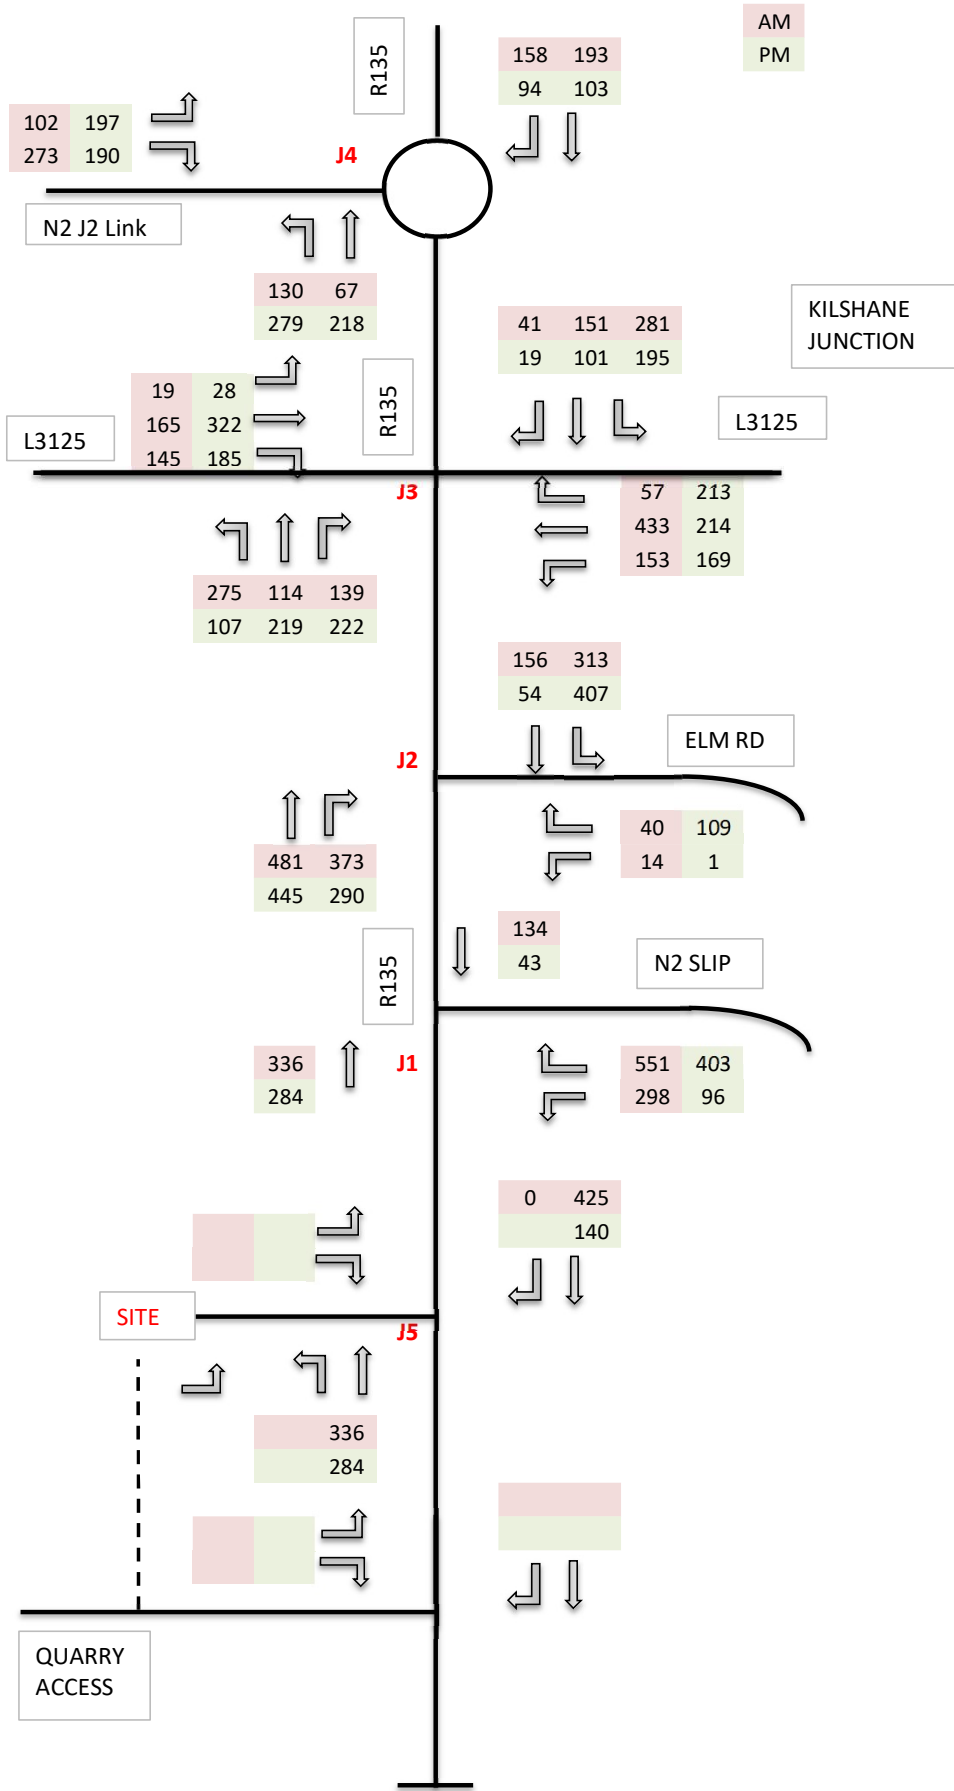 AM
PM
R135
158 193
94 103
102 197
273 190
J4
N2 J2 Link
130 67
279 218
41 151 281
19 101 195
KILSHANE
JUNCTION
R135
19 28
165 322
145 185
L3125
L3125
J3
57 213
433 214
153 169
275 114 139
107 219 222
156 313
54 407
ELM RD
J2
40 109
14 1
481 373
445 290
134
43
R135
N2 SLIP
336
284
J1
551 403
298 96
0 425
140
SITE
J5
336
284
QUARRY
ACCESS